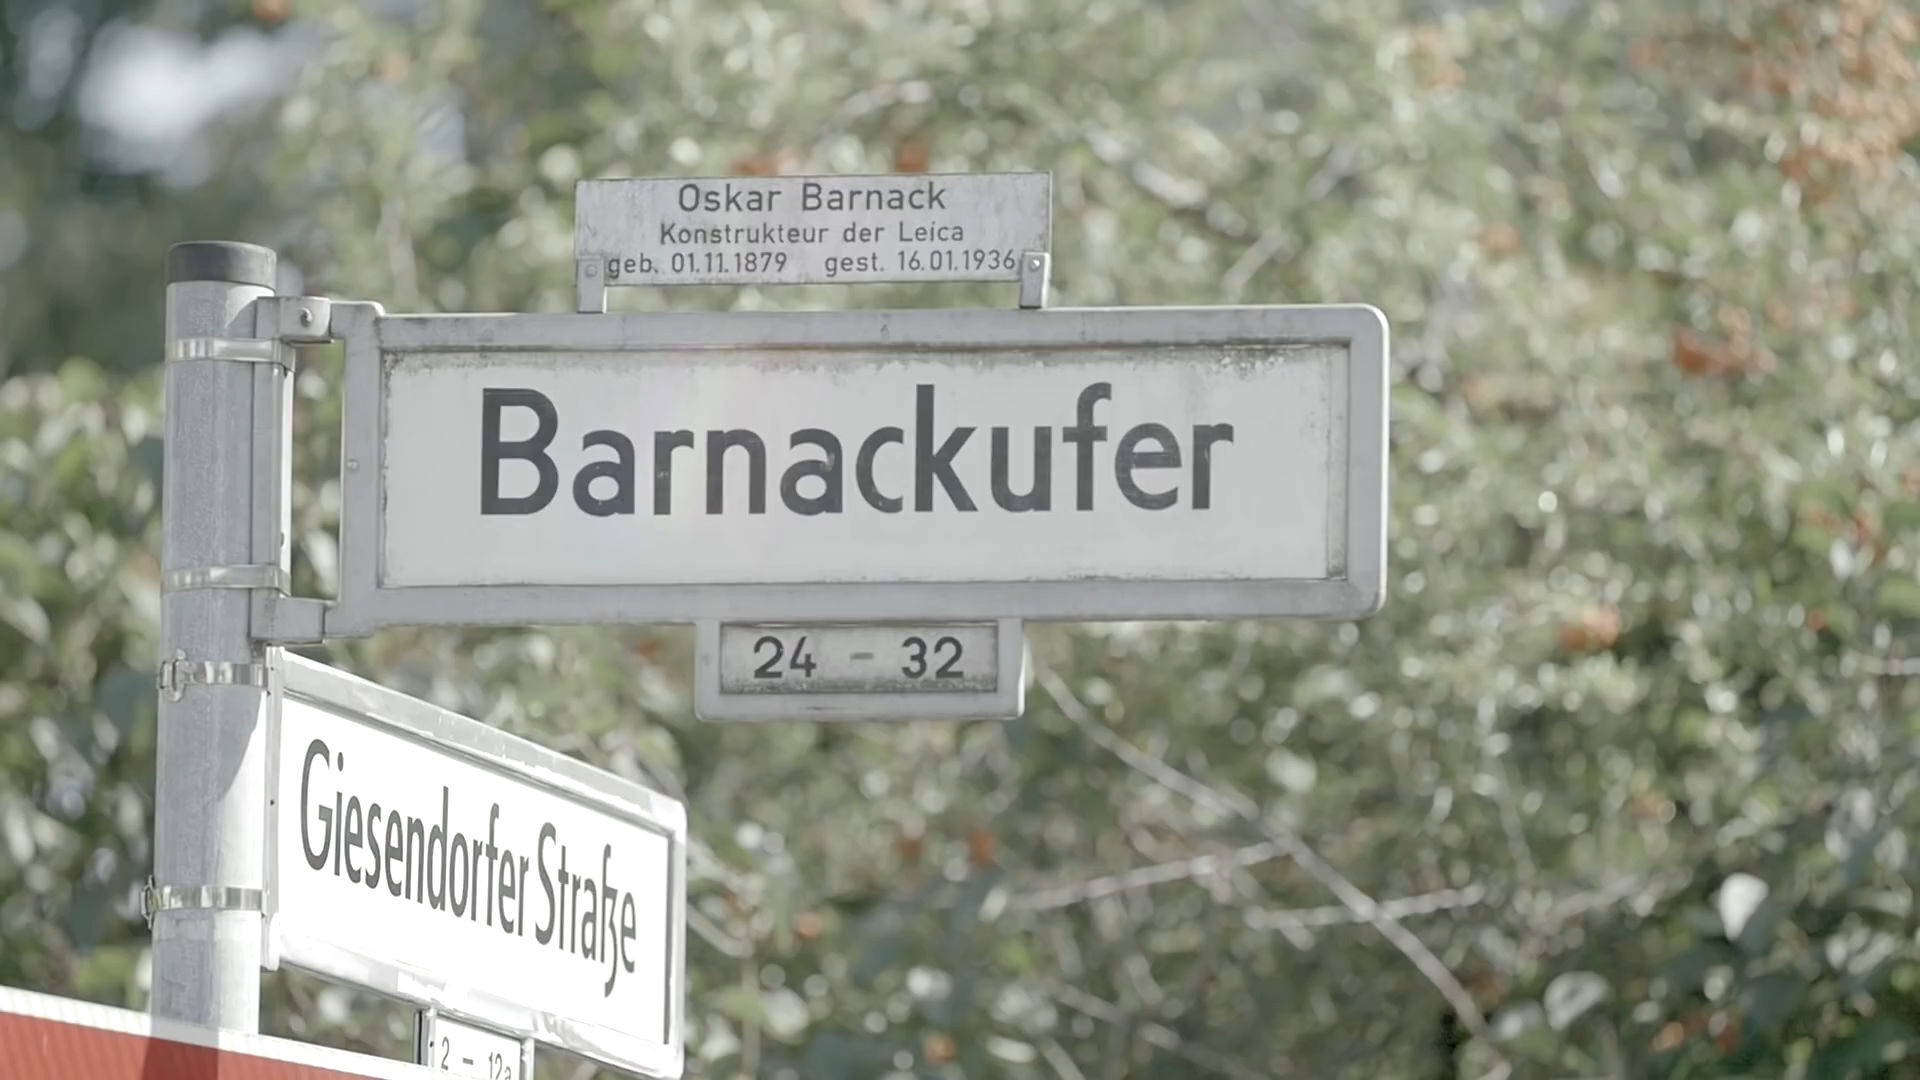 Oskar Barnack
Konstrukteur der Leica
geb. 01.11.1879 gest. 16.01.1936
Barnackufer
24 - 32
Giesendorfer Straße
2 - 12a